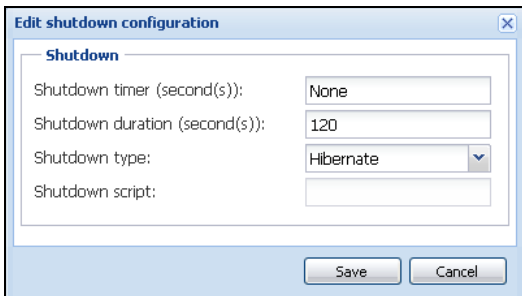 Edit shutdown configuration
Shutdown
Shutdown timer (second(s)): None
Shutdown duration (second(s)): 120
Shutdown type: Hibernate
Shutdown script:
Save Cancel